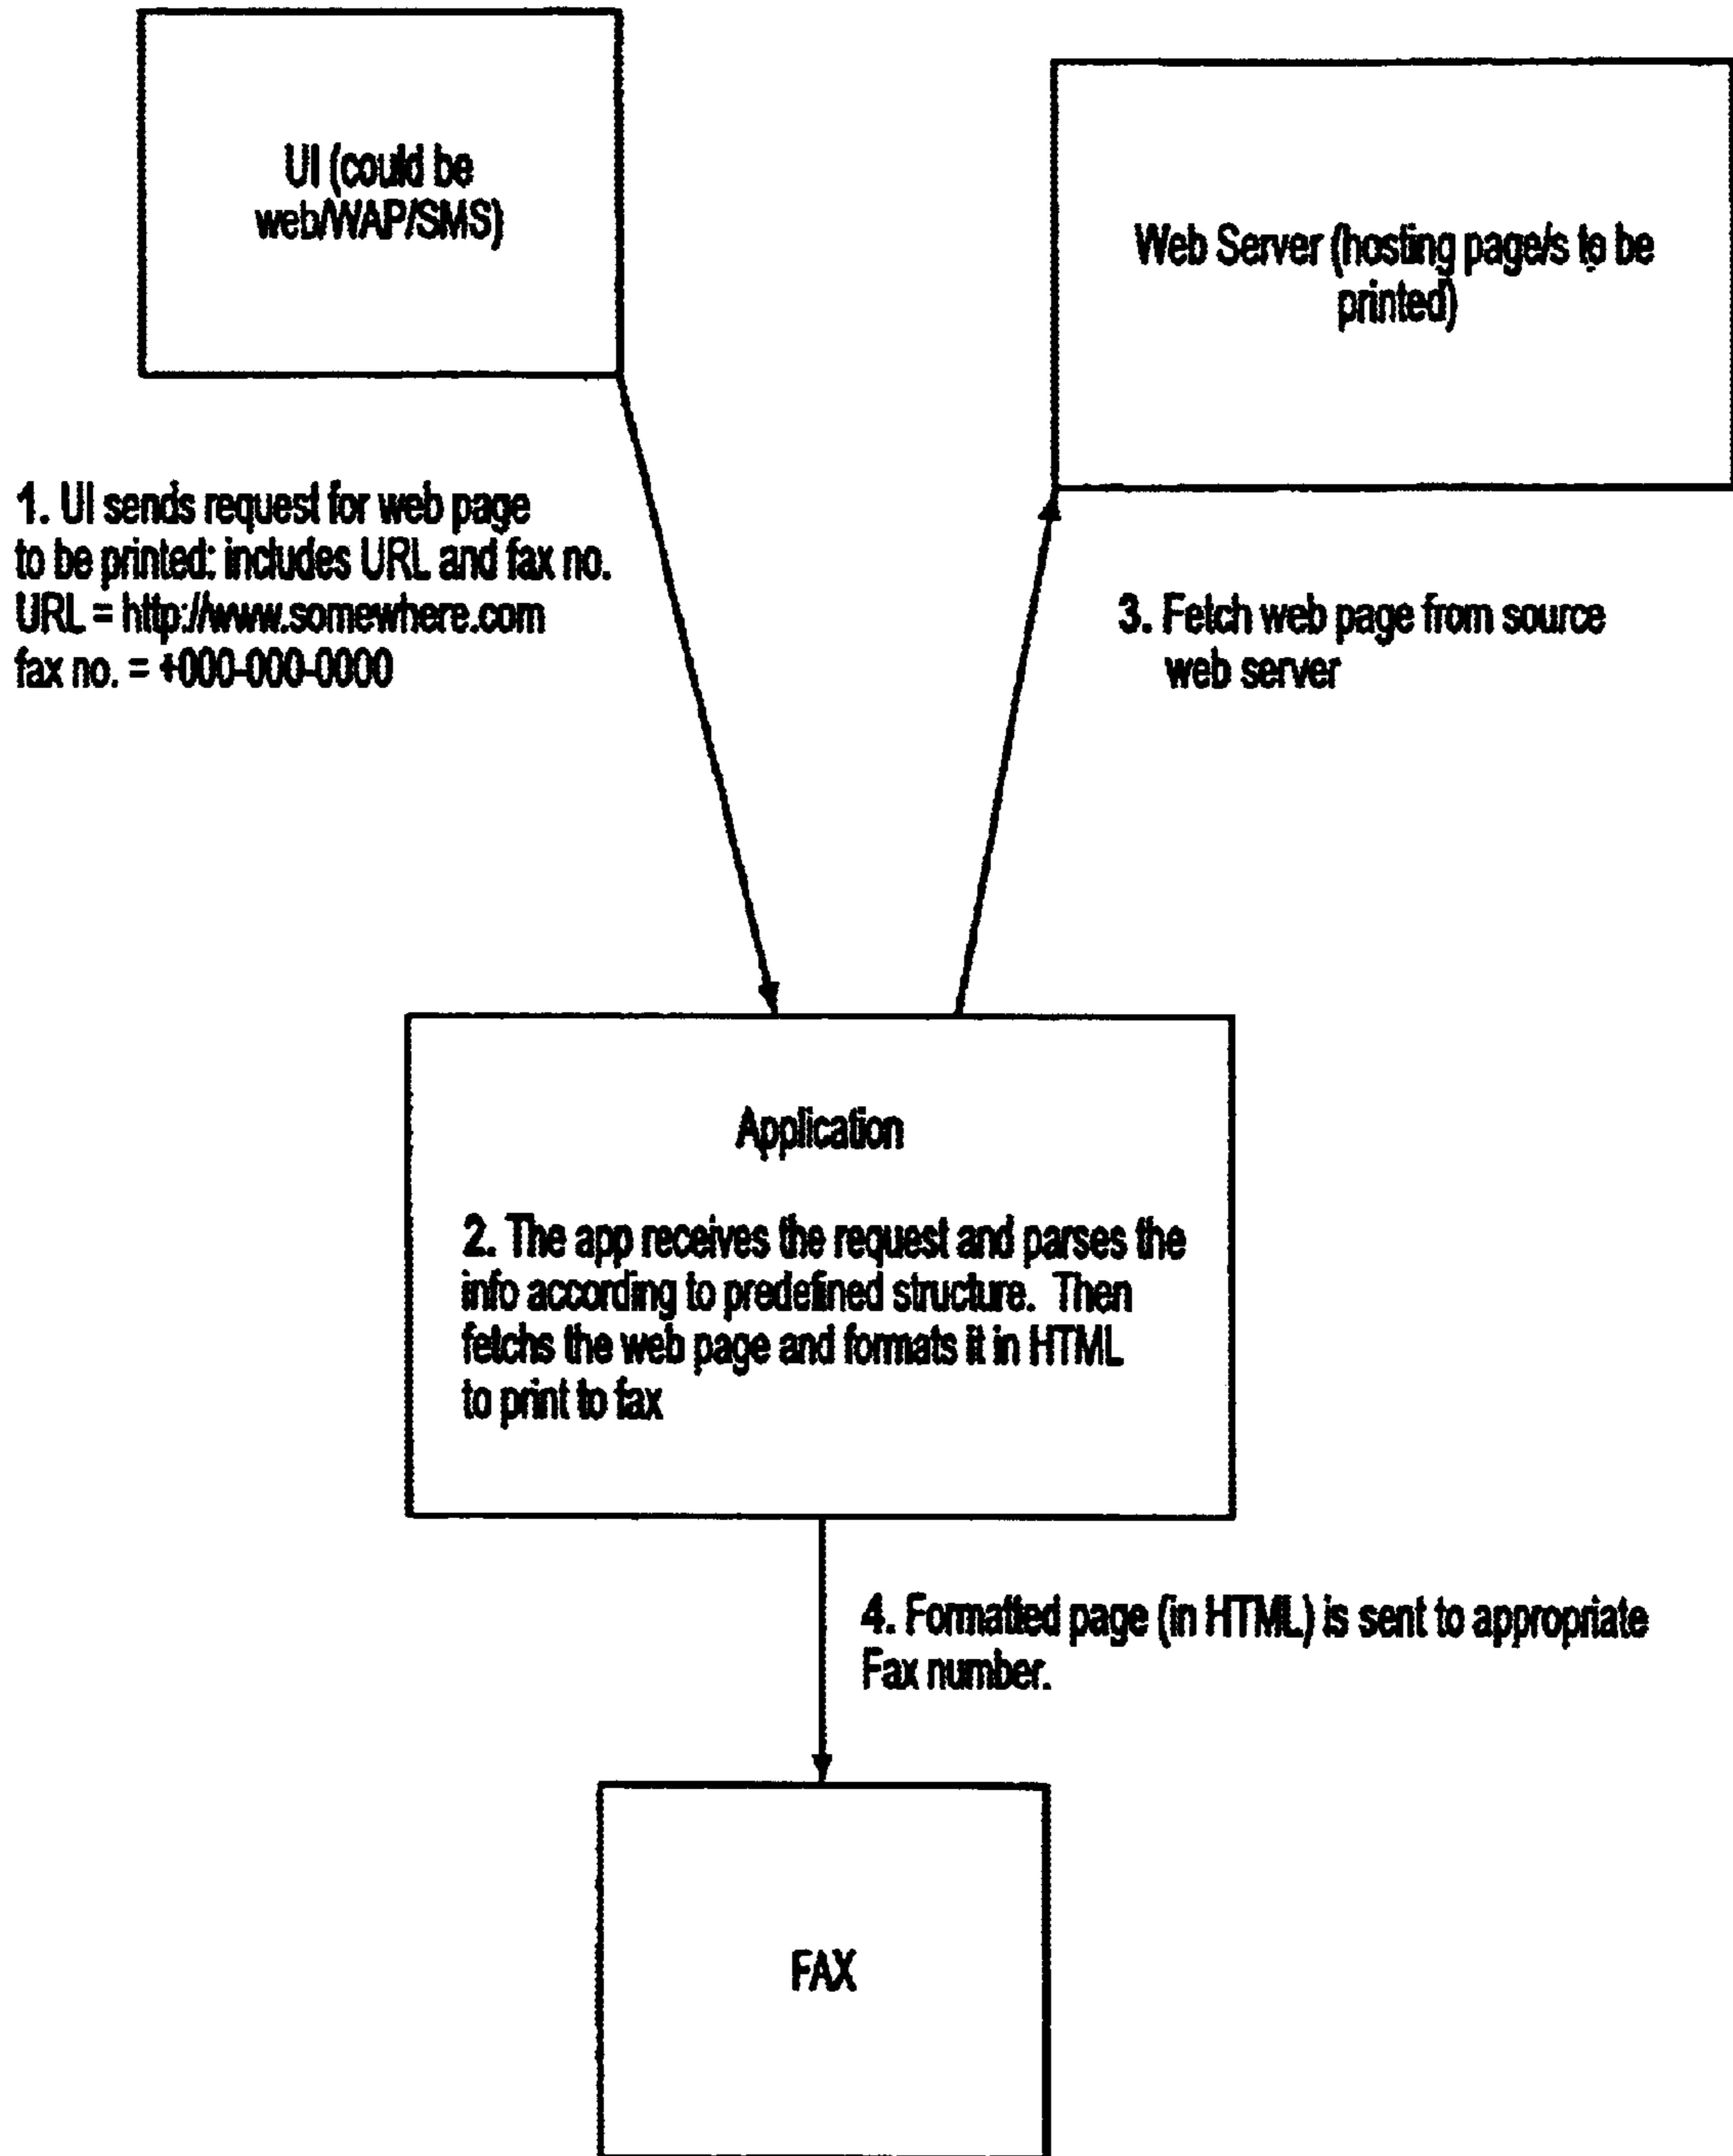 UI (could be
web/WAP/SMS)
Web Server (hosting page/s to be
printed)
1. UI sends request for web page
to be printed: includes URL and fax no.
URL = http://www.somewhere.com
fax no. = +000-000-0000
3. Fetch web page from source
web server
Application
2. The app receives the request and parses the
info according to predefined structure. Then
fetchs the web page and formats it in HTML
to print to fax
4. Formatted page (in HTML) is sent to appropriate
Fax number.
FAX